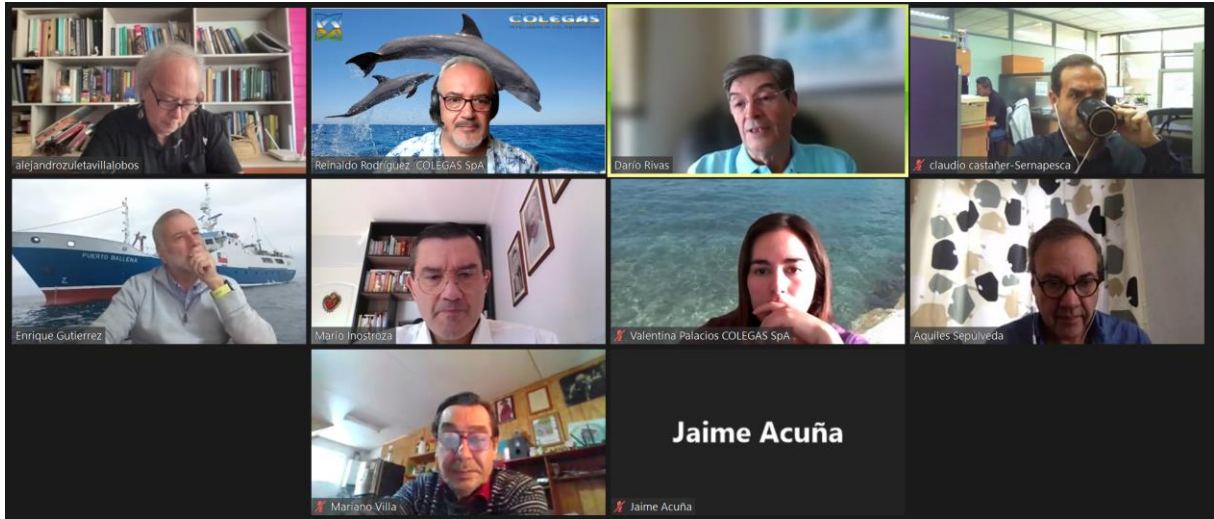 COLEGAS
alejandrozuletavillalobos
Reinaldo Rodríguez COLEGAS SpA
Darío Rivas
claudio castañer-Sernapesca
PUERTO BALLENA
Enrique Gutierrez
Mario Inostroza
Valentina Palacios COLEGAS SpA
Aquiles Sepúlveda
Mariano Villa
Jaime Acuña
Jaime Acuña